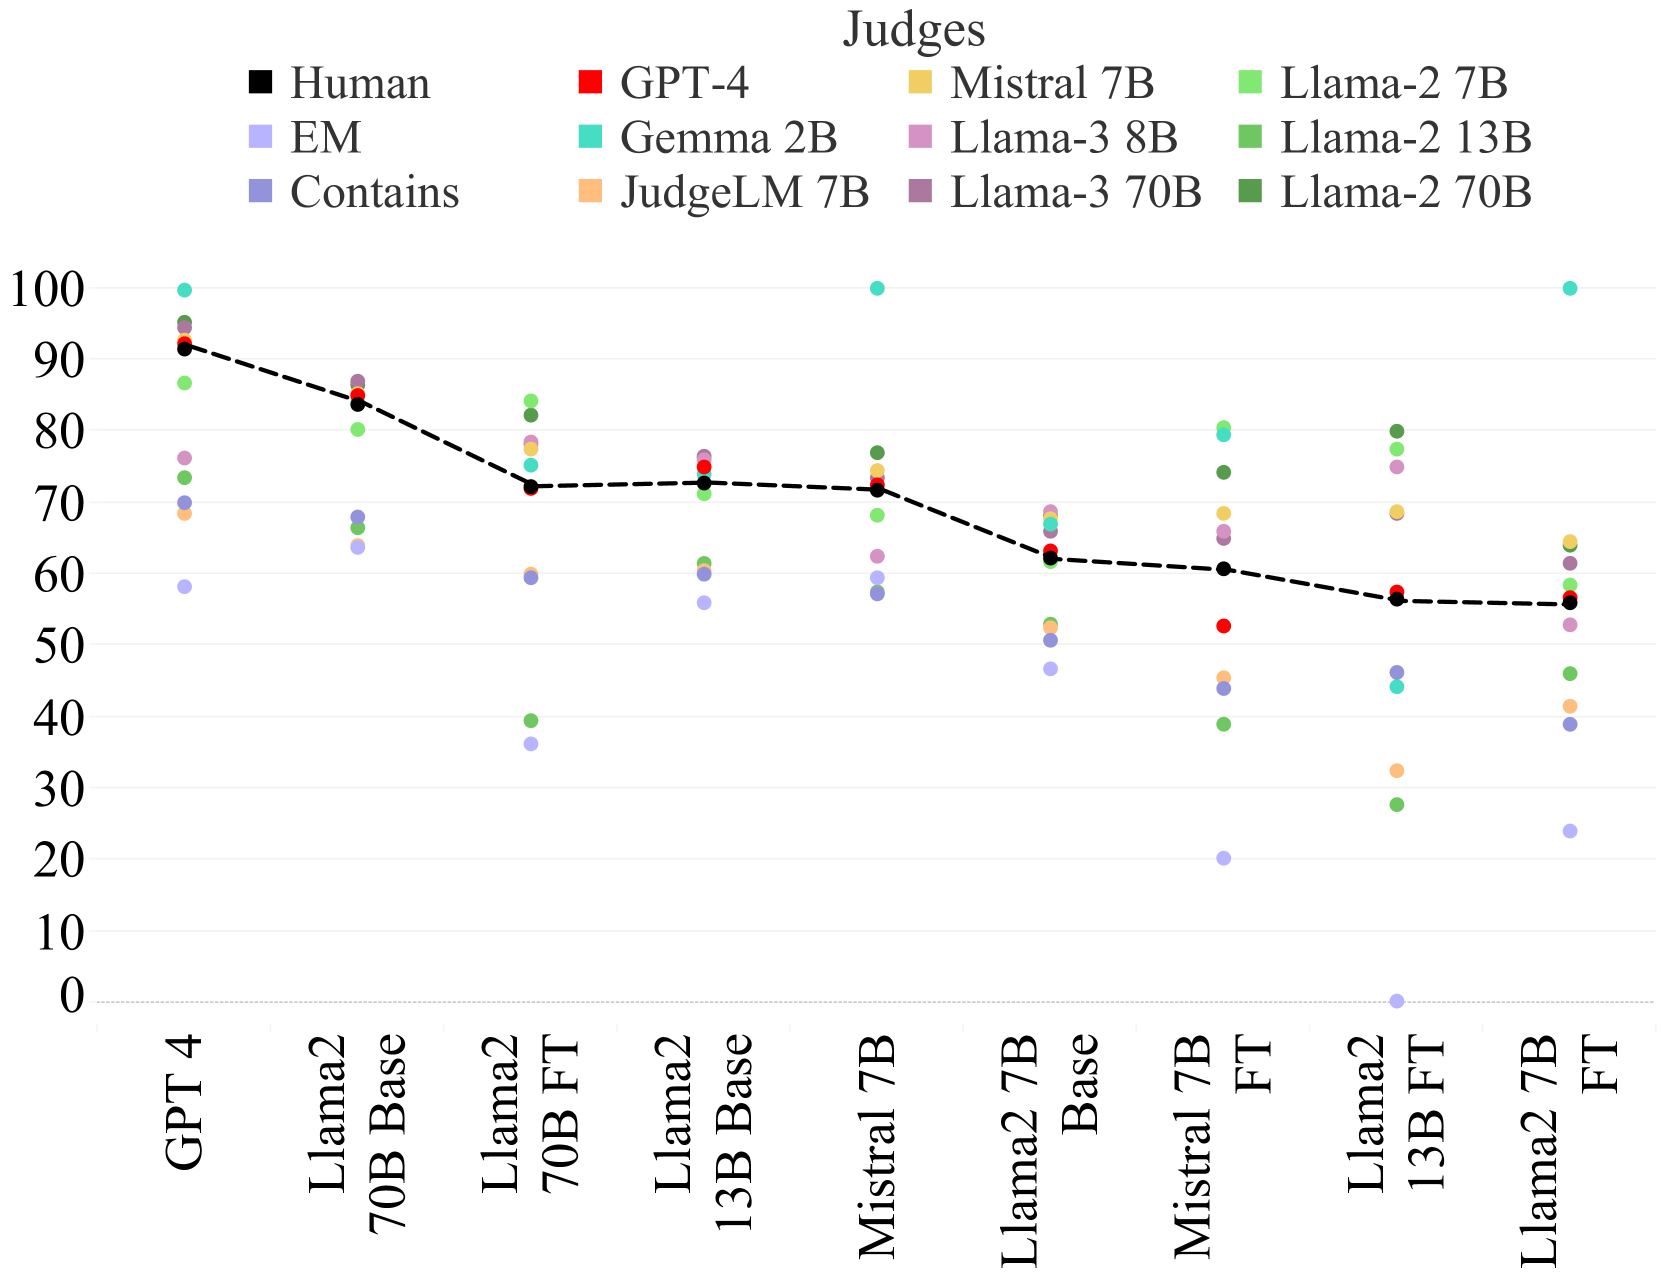 Judges
Human
GPT-4
Mistral 7B
Llama-2 7B
EM
Gemma 2B
Llama-3 8B
Llama-2 13B
Contains
JudgeLM 7B
Llama-3 70B
Llama-2 70B
100
90
80
70
60
50
40
30
20
10
0
GPT 4
Llama2
70B Base
Llama2
70B FT
Llama2
13B Base
Mistral 7B
Llama2 7B
Base
Mistral 7B
FT
Llama2
13B FT
Llama2 7B
FT